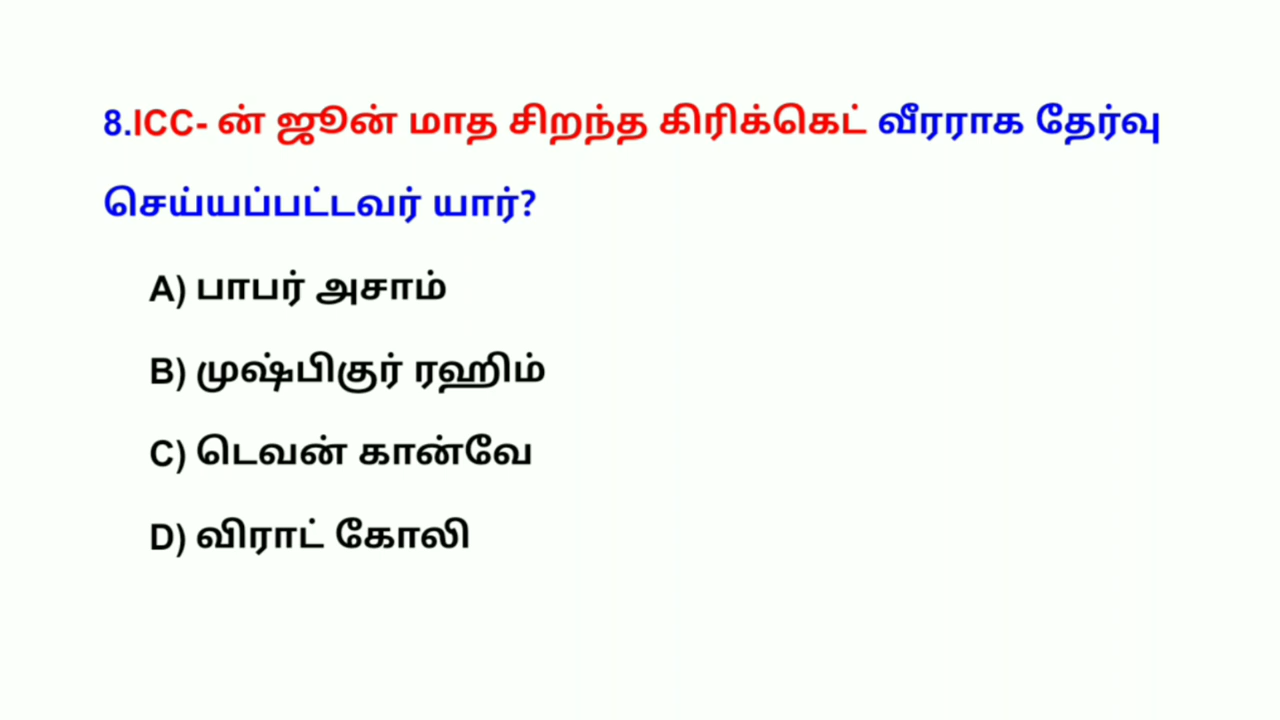 8.ICC- ன் ஜூன் மாத சிறந்த கிரிக்கெட் வீரராக தேர்வு
செய்யப்பட்டவர் யார்?
A) பாபர் அசாம்
B) முஷ்பிகுர் ரஹிம்
C) டெவன் கான்வே
D) விராட் கோலி